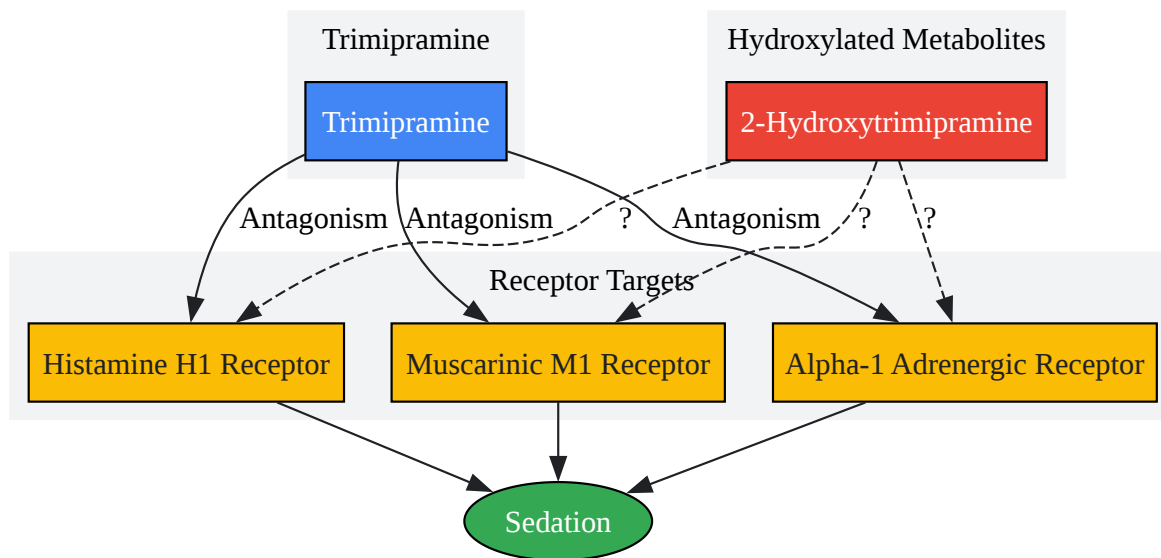 Trimipramine
Hydroxylated Metabolites
Trimipramine
2-Hydroxytrimipramine
Antagonism
Antagonism
?
Antagonism
?
?
Receptor Targets
Histamine H1 Receptor
Muscarinic M1 Receptor
Alpha-1 Adrenergic Receptor
Sedation